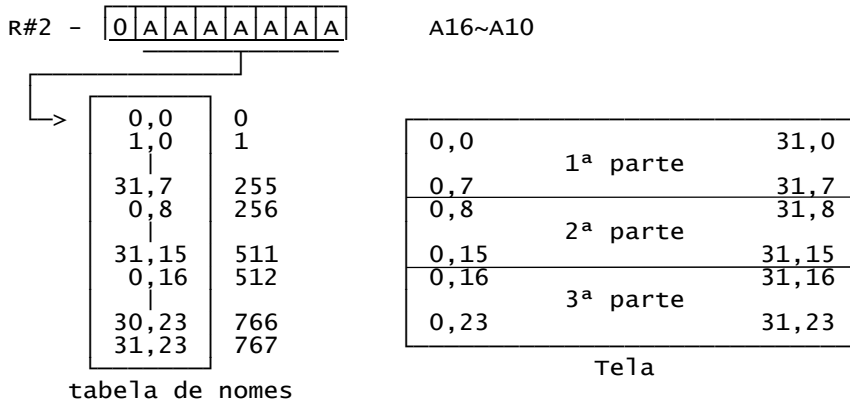 R#2 - 0 A A A A A A A A16~A10
0,0 0
1,0 1
31,7 255
0,8 256
31,15 511
0,16 512
30,23 766
31,23 767
tabela de nomes
0,0 31,0
1ª parte
0,7 31,7
0,8 31,8
2ª parte
0,15 31,15
0,16 31,16
3ª parte
0,23 31,23
Tela